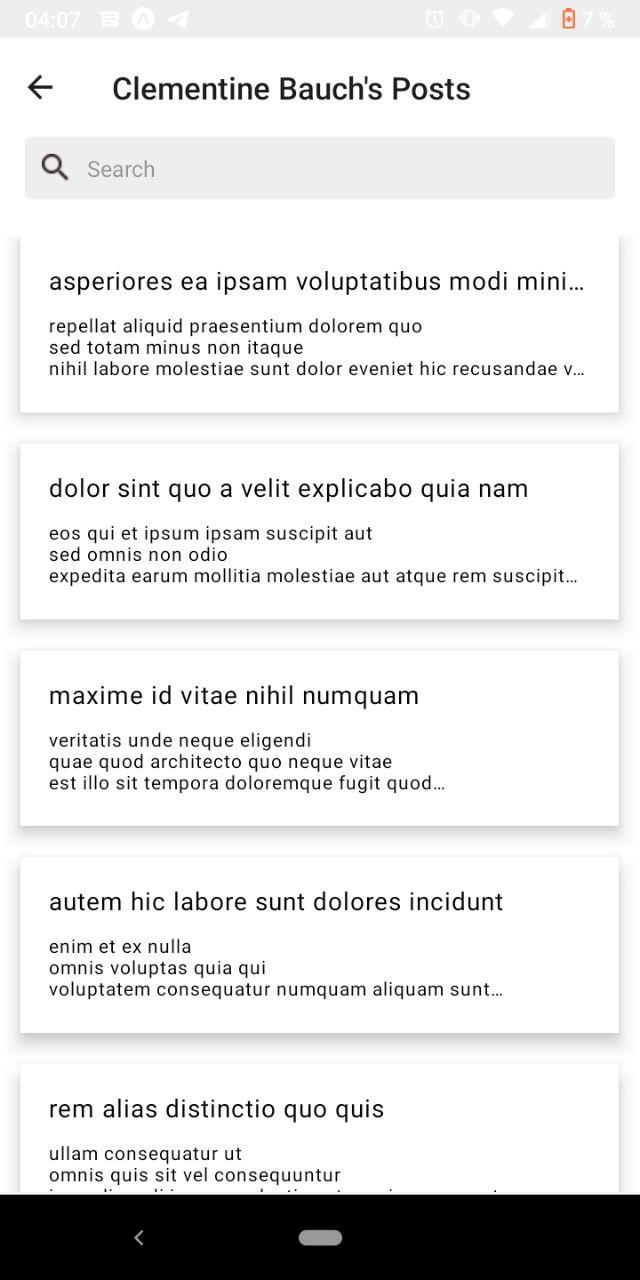 04:07
7 %
Clementine Bauch's Posts
Search
asperiores ea ipsam voluptatibus modi mini…
repellat aliquid praesentium dolorem quo
sed totam minus non itaque
nihil labore molestiae sunt dolor eveniet hic recusandae v…
dolor sint quo a velit explicabo quia nam
eos qui et ipsum ipsam suscipit aut
sed omnis non odio
expedita earum mollitia molestiae aut atque rem suscipit…
maxime id vitae nihil numquam
veritatis unde neque eligendi
quae quod architecto quo neque vitae
est illo sit tempora doloremque fugit quod…
autem hic labore sunt dolores incidunt
enim et ex nulla
omnis voluptas quia qui
voluptatem consequatur numquam aliquam sunt…
rem alias distinctio quo quis
ullam consequatur ut
omnis quis sit vel consequuntur